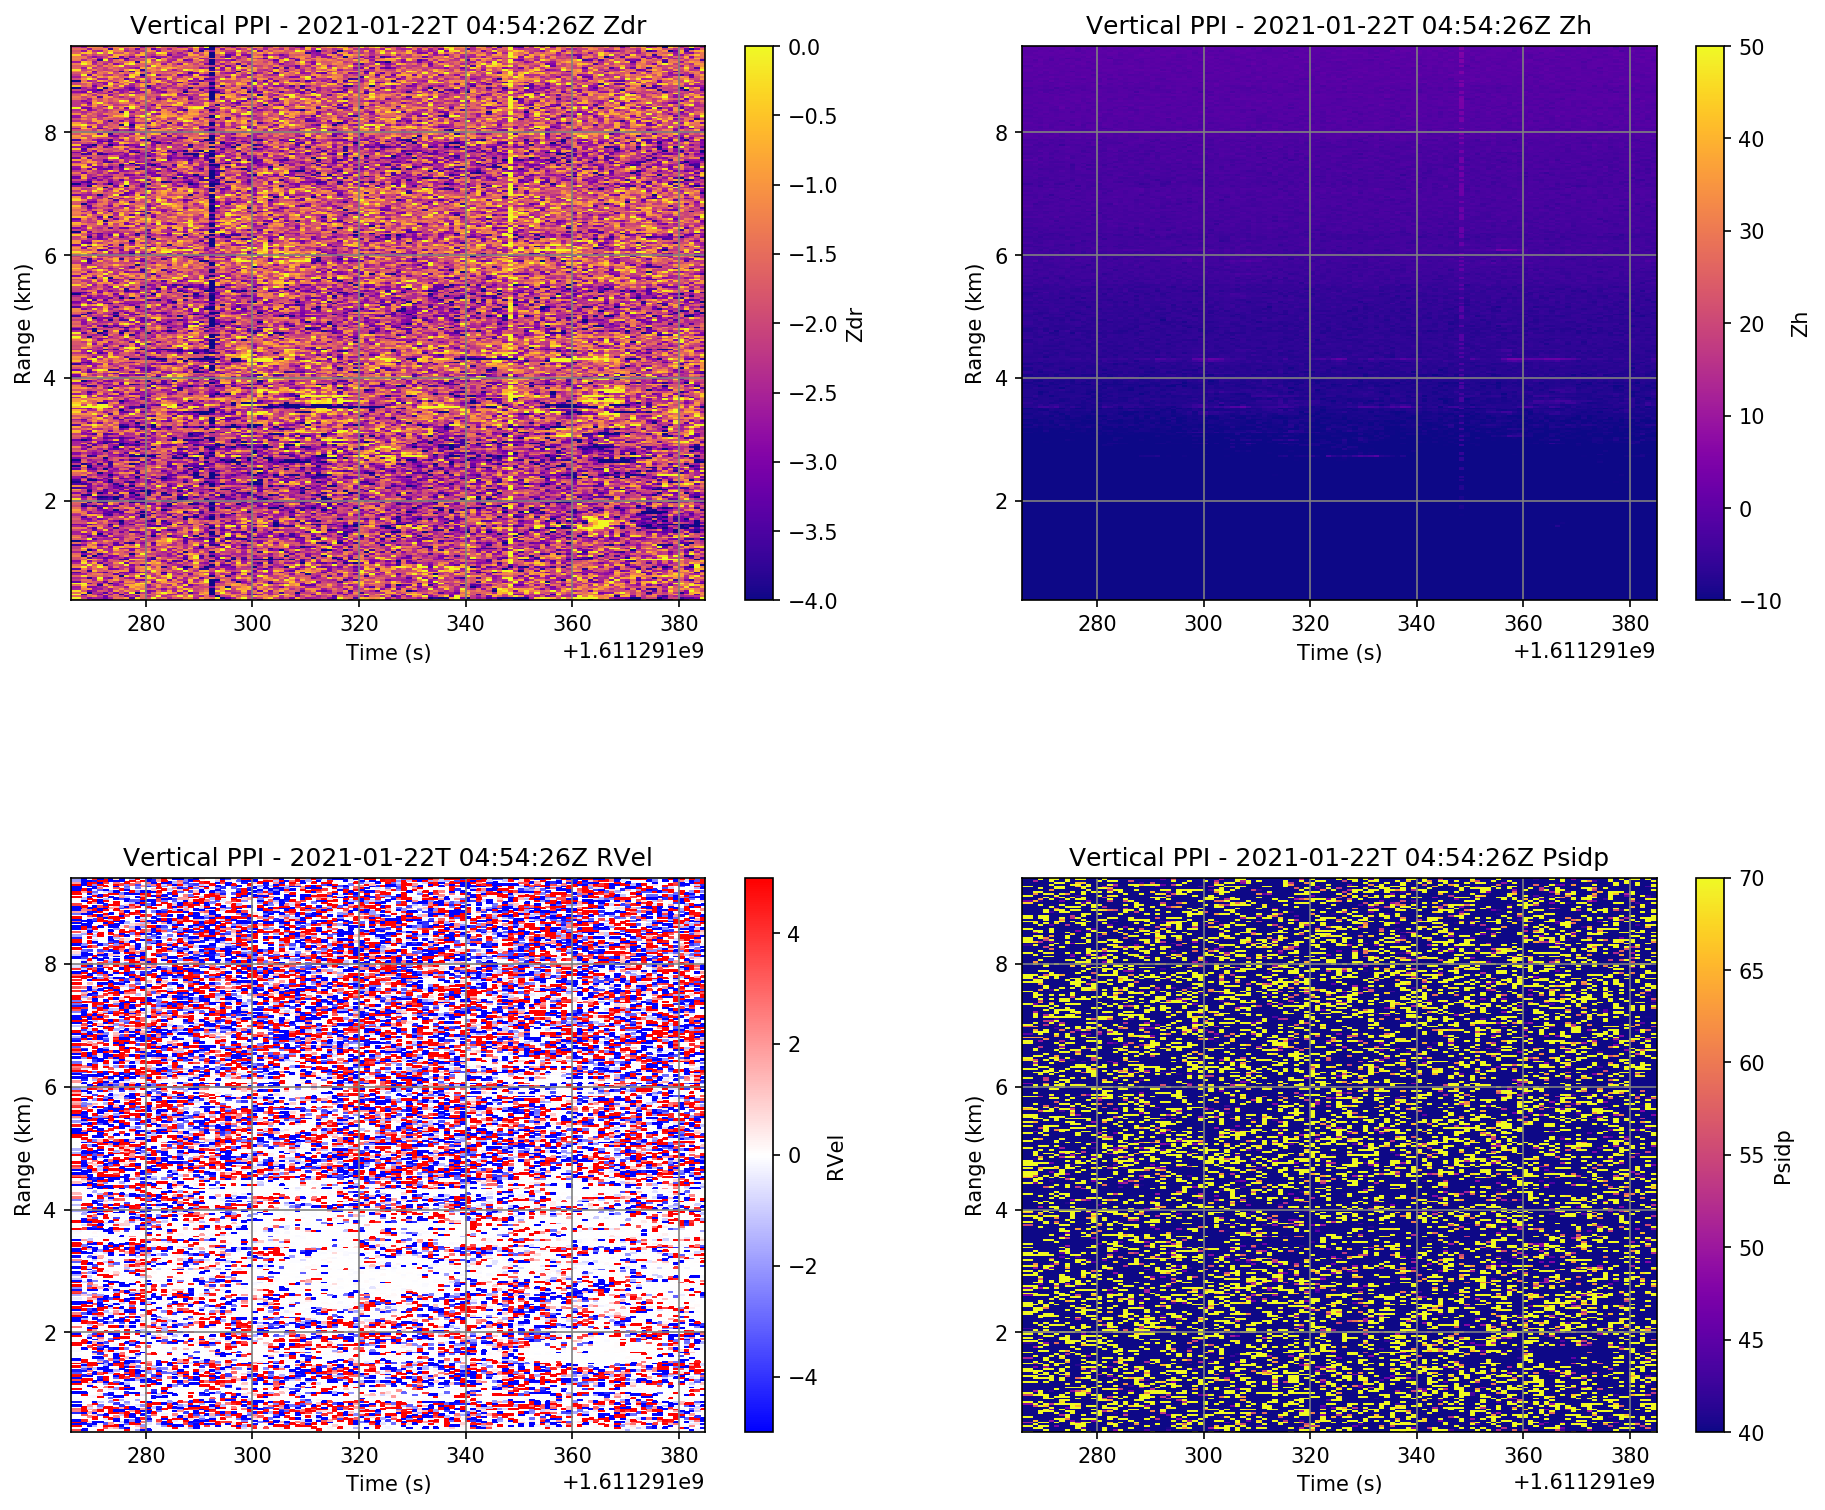 Vertical PPI - 2021-01-22T 04:54:26Z Zdr
8
6
4
2
Range (km)
280 300 320 340 360 380
Time (s)
+1.611291e9
0.0
−0.5
−1.0
−1.5
−2.0
−2.5
−3.0
−3.5
−4.0
Zdr
Vertical PPI - 2021-01-22T 04:54:26Z Zh
8
6
4
2
Range (km)
280 300 320 340 360 380
Time (s)
+1.611291e9
50
40
30
20
10
0
−10
Zh
Vertical PPI - 2021-01-22T 04:54:26Z RVel
8
6
4
2
Range (km)
280 300 320 340 360 380
Time (s)
+1.611291e9
4
2
0
−2
−4
RVel
Vertical PPI - 2021-01-22T 04:54:26Z Psidp
8
6
4
2
Range (km)
280 300 320 340 360 380
Time (s)
+1.611291e9
70
65
60
55
50
45
40
Psidp